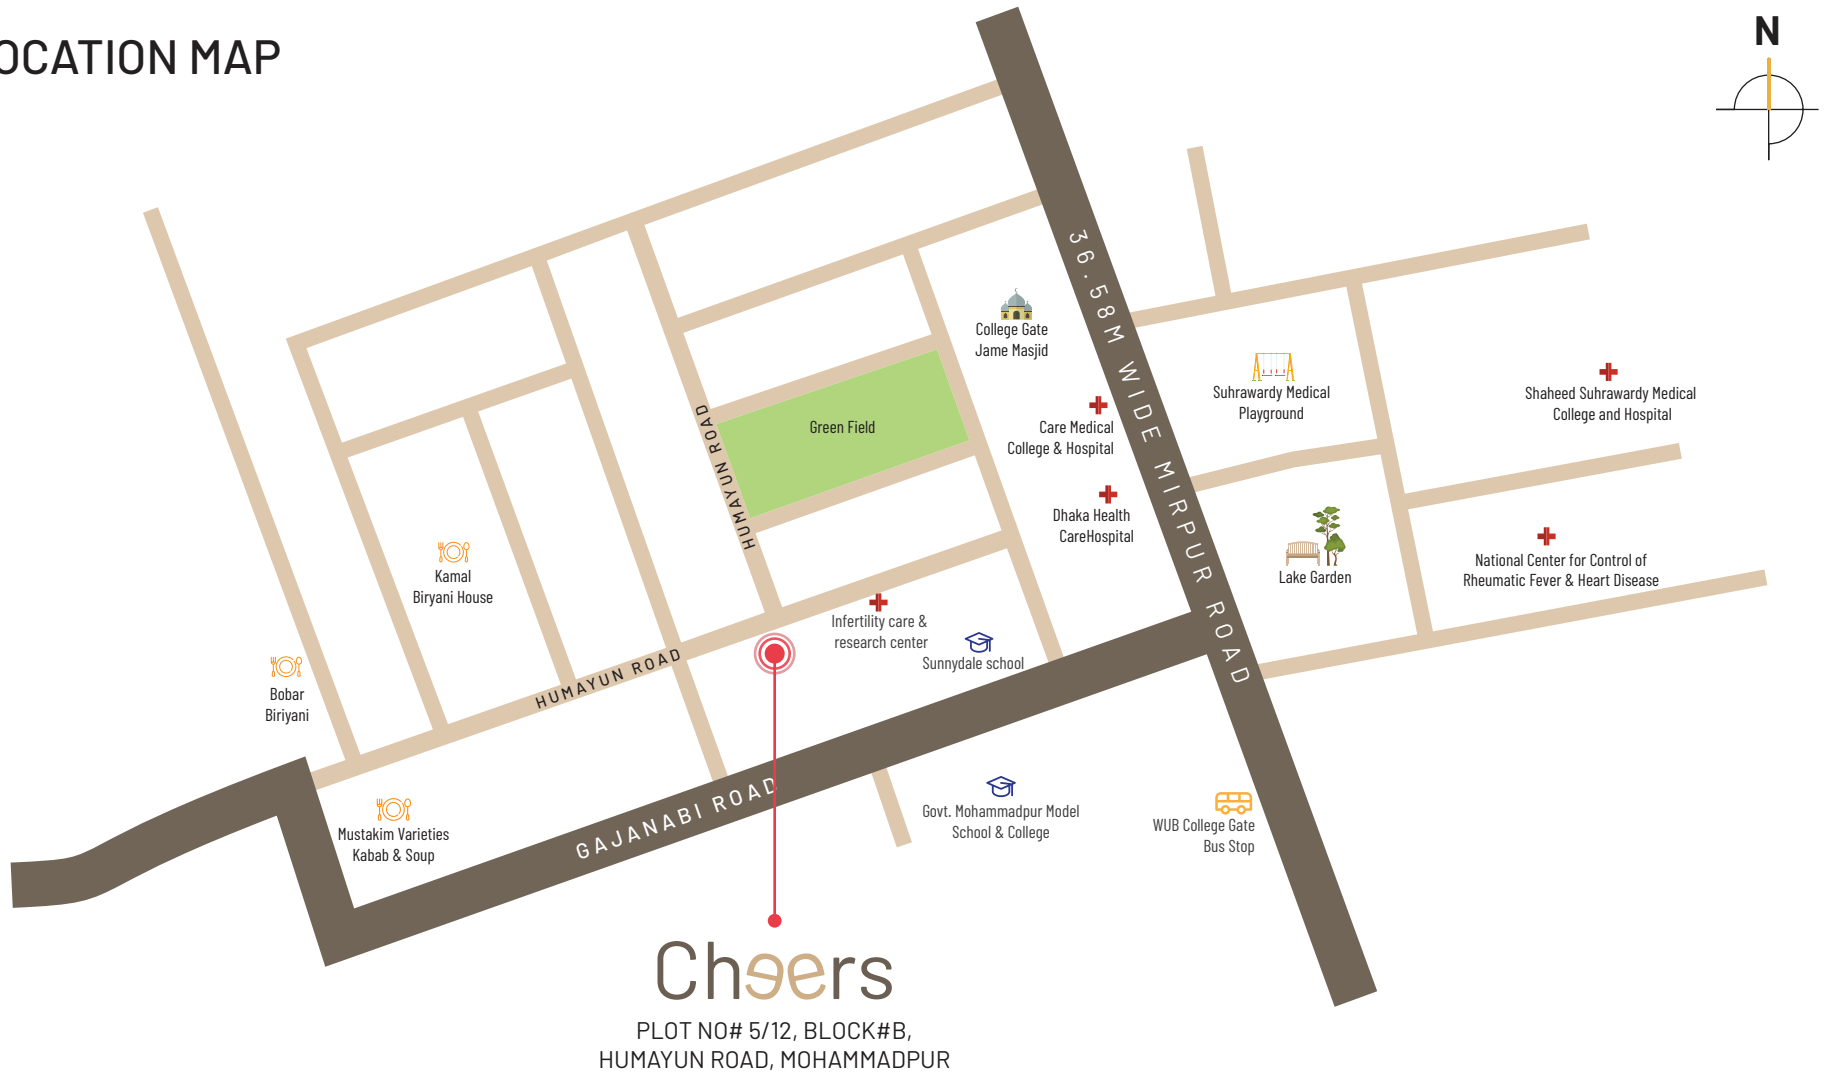 OCATION MAP
N
36.58M WIDE MIRPUR ROAD
College Gate
Jame Masjid
Suhrawardy Medical
Playground
Shaheed Suhrawardy Medical
College and Hospital
Care Medical
College & Hospital
Green Field
HUMAYUN ROAD
Dhaka Health
CareHospital
Lake Garden
National Center for Control of
Rheumatic Fever & Heart Disease
Kamal
Biryani House
Infertility care &
research center
Sunnydale school
HUMAYUN ROAD
Bobar
Biriyani
GAJANABI ROAD
Mustakim Varieties
Kabab & Soup
Govt. Mohammadpur Model
School & College
WUB College Gate
Bus Stop
Cheers
PLOT NO# 5/12, BLOCK#B,
HUMAYUN ROAD, MOHAMMADPUR